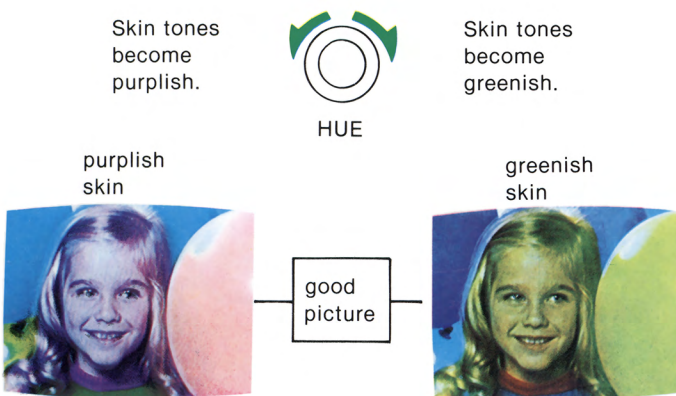 Skin tones
become
purplish.
HUE
Skin tones
become
greenish.
purplish
skin
greenish
skin
good
picture